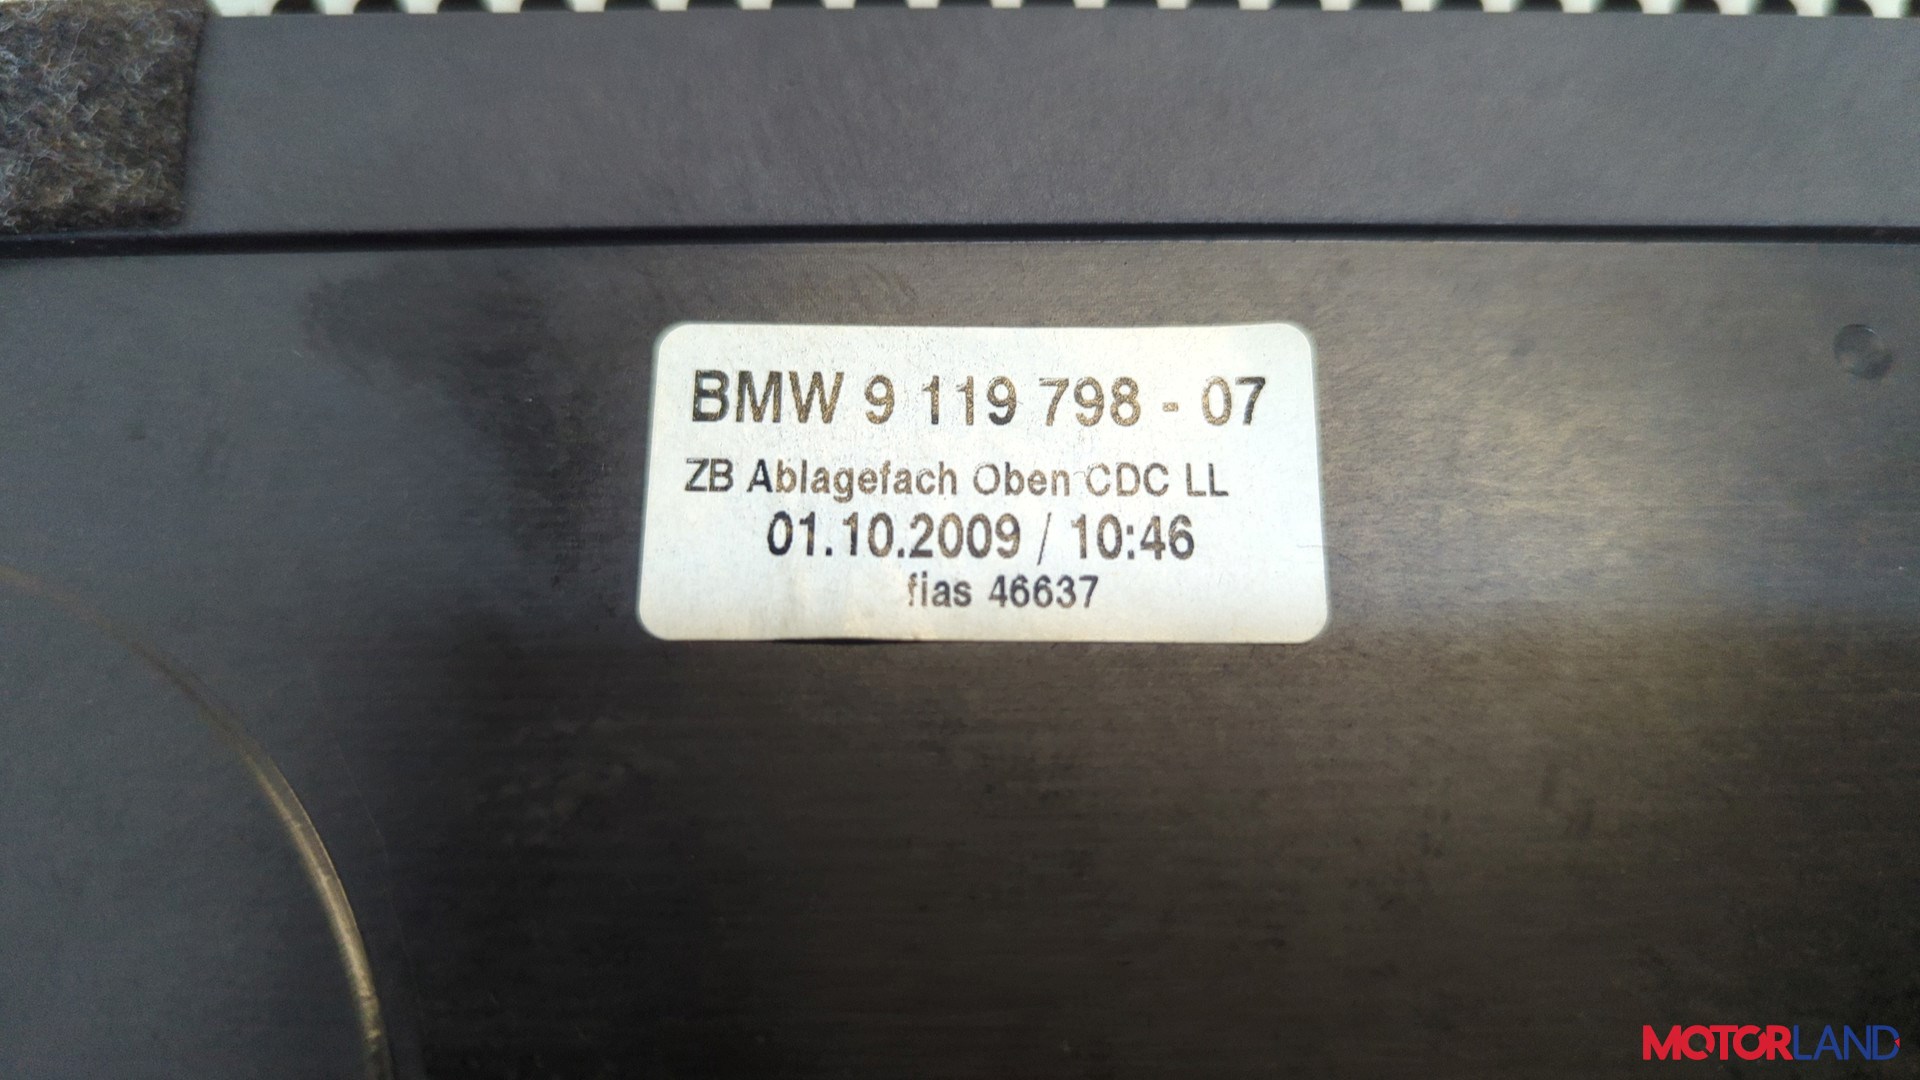 BMW 9 119 798 - 07
ZB Ablagefach Oben CDC LL
01.10.2009 / 10:46
fias 46637
MOTORLAND